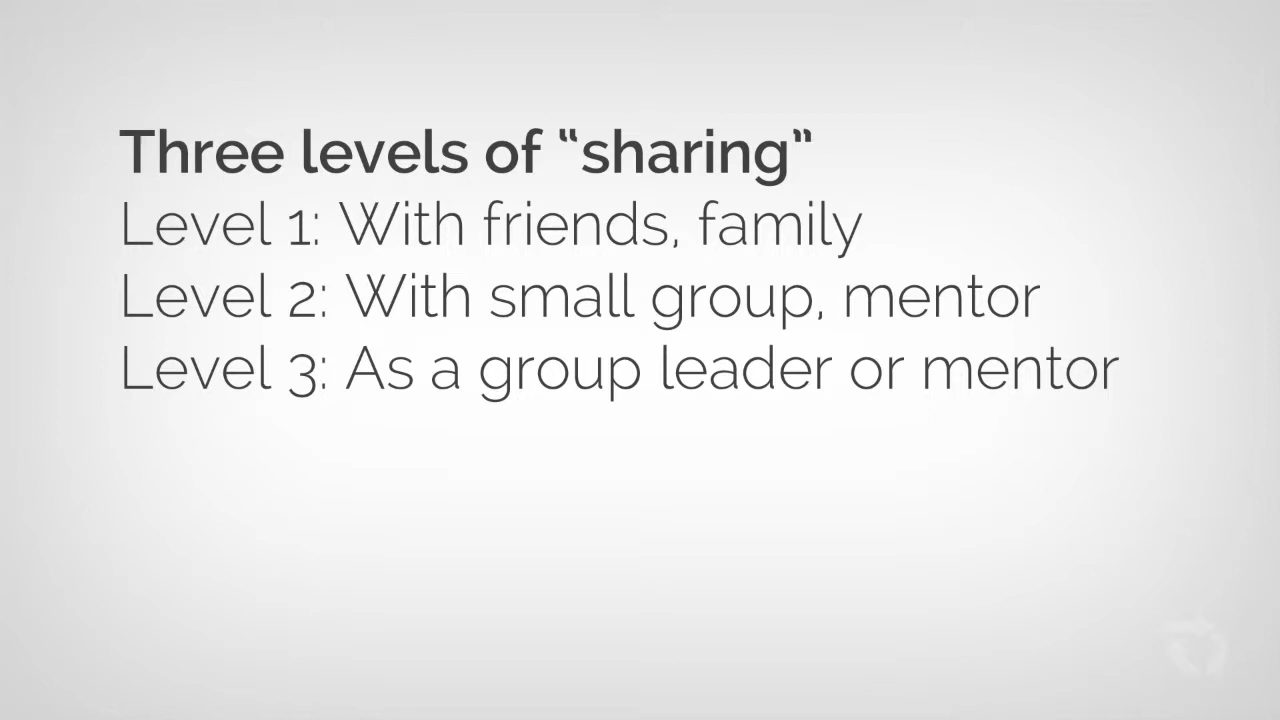 Three levels of “sharing”
Level 1: With friends, family
Level 2: With small group, mentor
Level 3: As a group leader or mentor